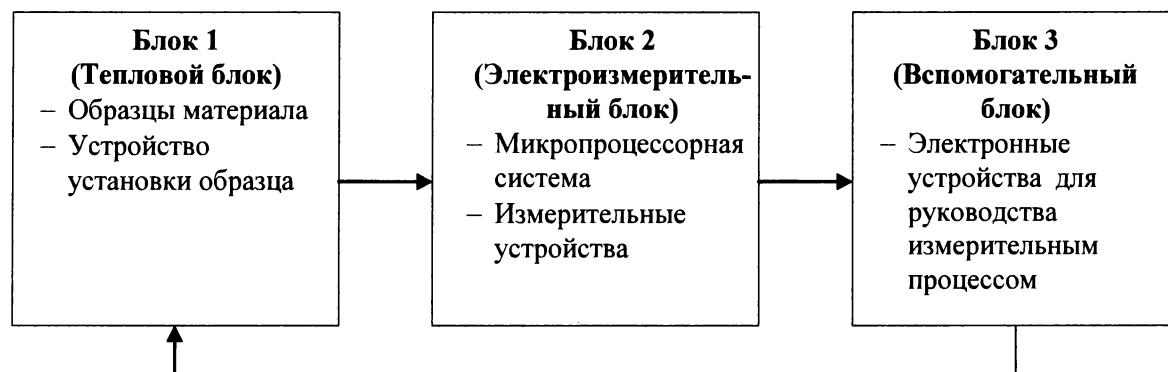 Блок 1
(Тепловой блок)
– Образцы материала
– Устройство
установки образца
Блок 2
(Электроизмеритель-
ный блок)
– Микропроцессорная
система
– Измерительные
устройства
Блок 3
(Вспомогательный
блок)
– Электронные
устройства для
руководства
измерительным
процессом